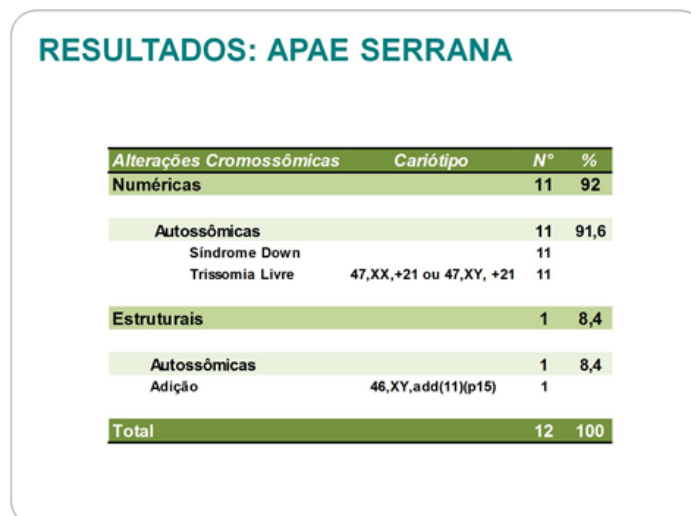 RESULTADOS: APAE SERRANA
Alterações Cromossômicas Cariótipo N° %
Numéricas 11 92
Autossômicas 11 91,6
Síndrome Down 11
Trissomia Livre 47,XX,+21 ou 47,XY, +21 11
Estruturais 1 8,4
Autossômicas 1 8,4
Adição 46,XY,add(11)(p15) 1
Total 12 100